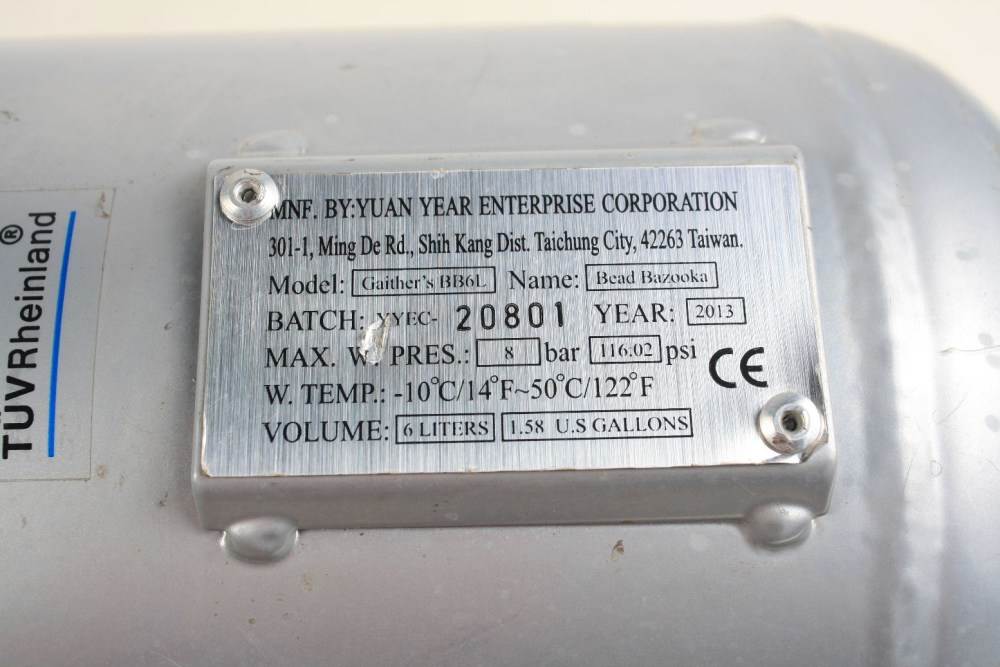 MNF. BY:YUAN YEAR ENTERPRISE CORPORATION
301-1, Ming De Rd., Shih Kang Dist. Taichung City, 42263 Taiwan.
Model: Gaither's BB6L Name: Bead Bazooka
BATCH: YYEC- 20801 YEAR: 2013
MAX. W. PRES.: 8 bar 116.02 psi
CE
W. TEMP.: -10°C/14°F~50°C/122°F
VOLUME: 6 LITERS 1.58 U.S GALLONS
TÜVRheinland®